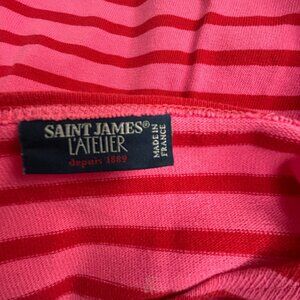 SAINT JAMES®
L'ATELIER
depuis 1889
MADE IN
FRANCE